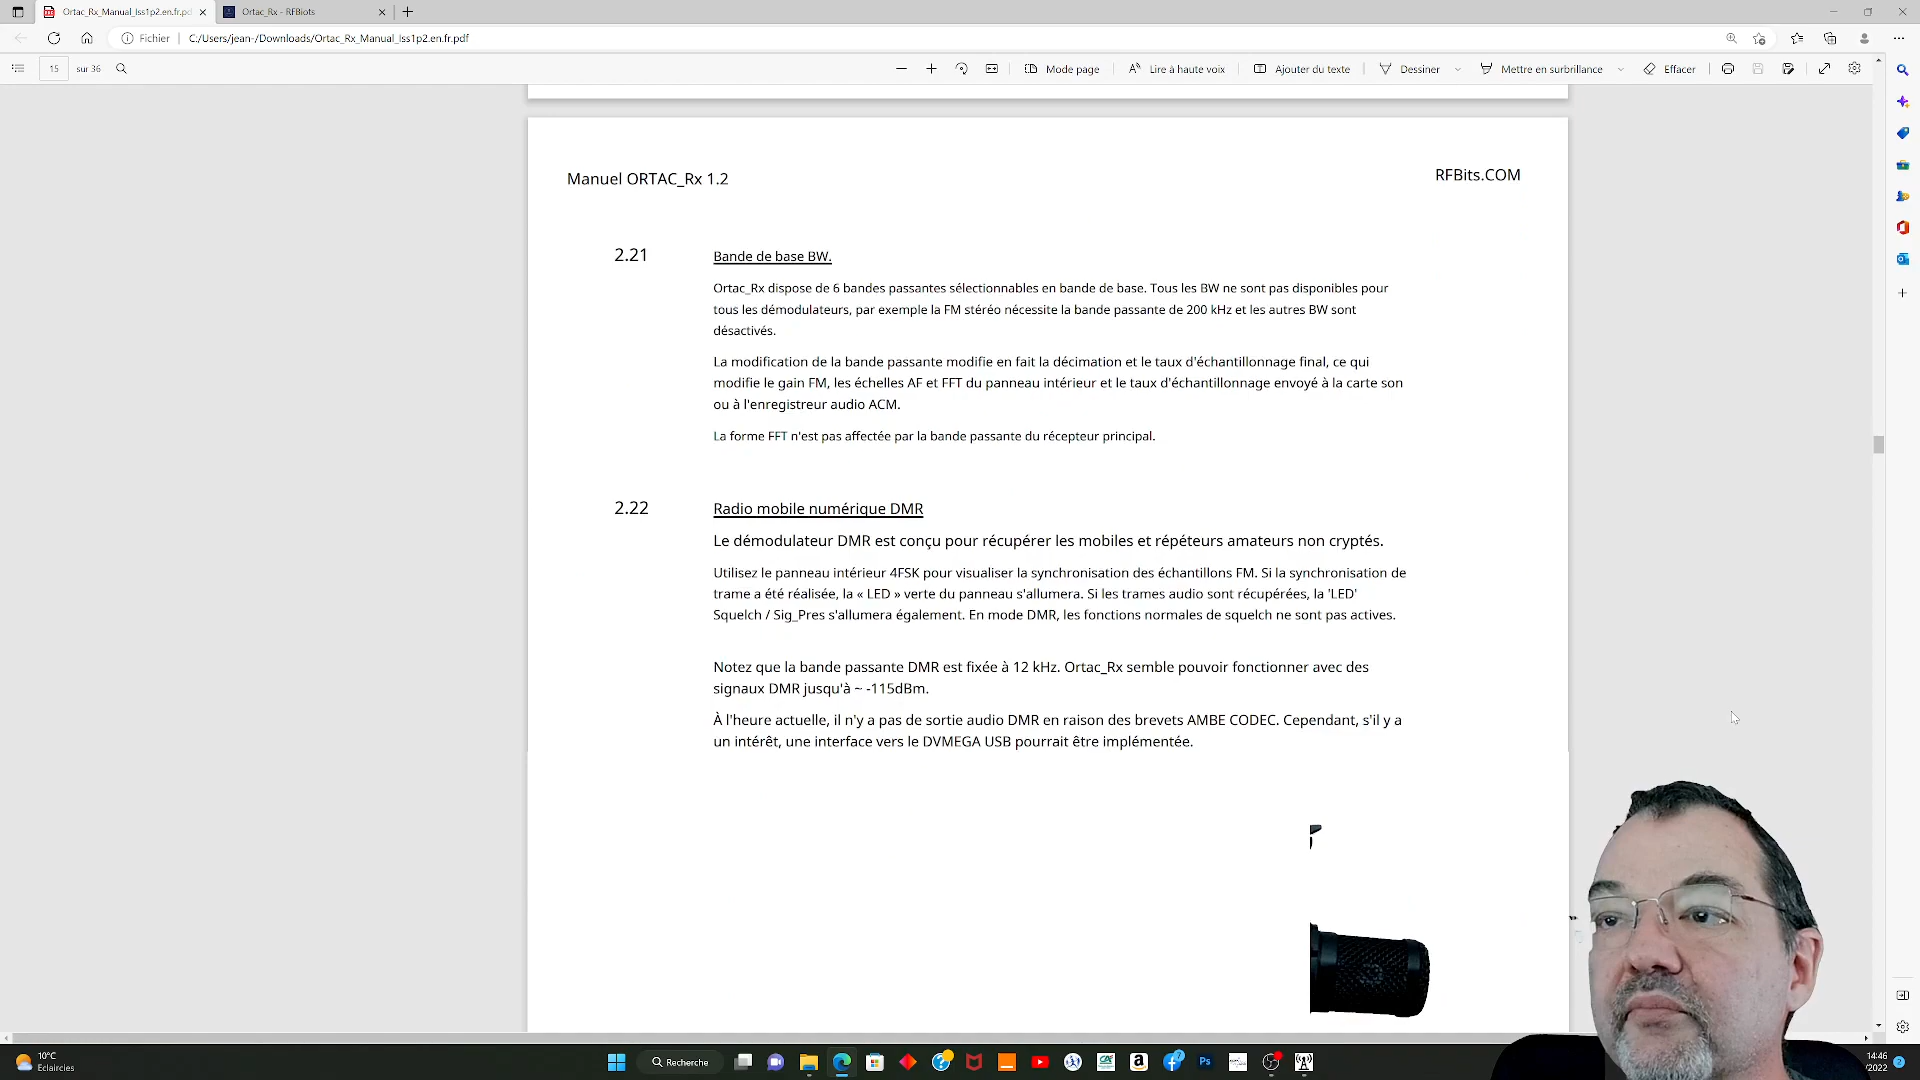 Ortac_Rx_Manual_Iss1p2.en.fr.pd
Ortac_Rx - RFBiots
Fichier
C:/Users/jean-/Downloads/Ortac_Rx_Manual_Iss1p2.en.fr.pdf
15 sur 36
Mode page
Lire à haute voix
Ajouter du texte
Dessiner
Mettre en surbrillance
Effacer
Manuel ORTAC_Rx 1.2
RFBits.COM
2.21 Bande de base BW.
Ortac_Rx dispose de 6 bandes passantes sélectionnables en bande de base. Tous les BW ne sont pas disponibles pour
tous les démodulateurs, par exemple la FM stéréo nécessite la bande passante de 200 kHz et les autres BW sont
désactivés.
La modification de la bande passante modifie en fait la décimation et le taux d'échantillonnage final, ce qui
modifie le gain FM, les échelles AF et FFT du panneau intérieur et le taux d'échantillonnage envoyé à la carte son
ou à l'enregistreur audio ACM.
La forme FFT n'est pas affectée par la bande passante du récepteur principal.
2.22 Radio mobile numérique DMR
Le démodulateur DMR est conçu pour récupérer les mobiles et répéteurs amateurs non cryptés.
Utilisez le panneau intérieur 4FSK pour visualiser la synchronisation des échantillons FM. Si la synchronisation de
trame a été réalisée, la « LED » verte du panneau s'allumera. Si les trames audio sont récupérées, la 'LED'
Squelch / Sig_Pres s'allumera également. En mode DMR, les fonctions normales de squelch ne sont pas actives.
Notez que la bande passante DMR est fixée à 12 kHz. Ortac_Rx semble pouvoir fonctionner avec des
signaux DMR jusqu'à ~ -115dBm.
À l'heure actuelle, il n'y a pas de sortie audio DMR en raison des brevets AMBE CODEC. Cependant, s'il y a
un intérêt, une interface vers le DVMEGA USB pourrait être implémentée.
10°C
Eclaircies
Recherche
14:46
/2022